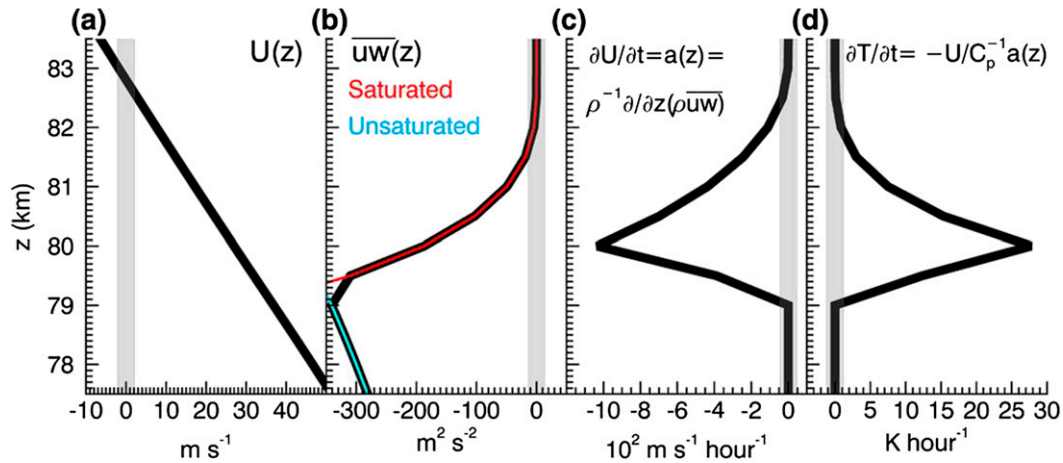 (a)
U(z)
83
82
81
80
79
78
z (km)
-10 0 10 20 30 40
m s⁻¹
(b)
u̅w̅(z)
Saturated
Unsaturated
-300 -200 -100 0
m² s⁻²
(c)
∂U/∂t=a(z)=
ρ⁻¹∂/∂z(ρu̅w̅)
-10 -8 -6 -4 -2 0
10² m s⁻¹ hour⁻¹
(d)
∂T/∂t= −U/Cₚ⁻¹a(z)
0 5 10 15 20 25 30
K hour⁻¹